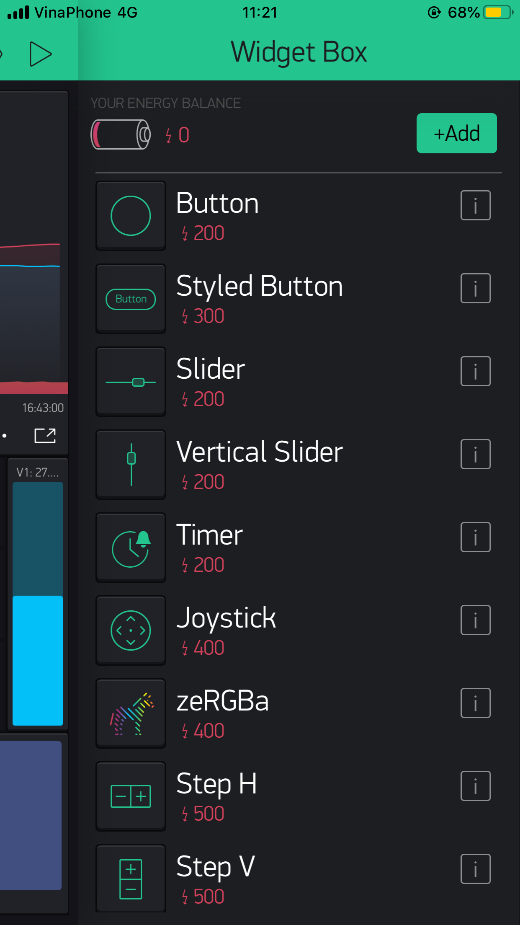 VinaPhone 4G 11:21 68%
Widget Box
YOUR ENERGY BALANCE
0
+Add
Button
200
Button
Styled Button
300
Slider
200
16:43:00
Vertical Slider
200
V1: 27....
Timer
200
Joystick
400
zeRGBa
400
Step H
500
Step V
500